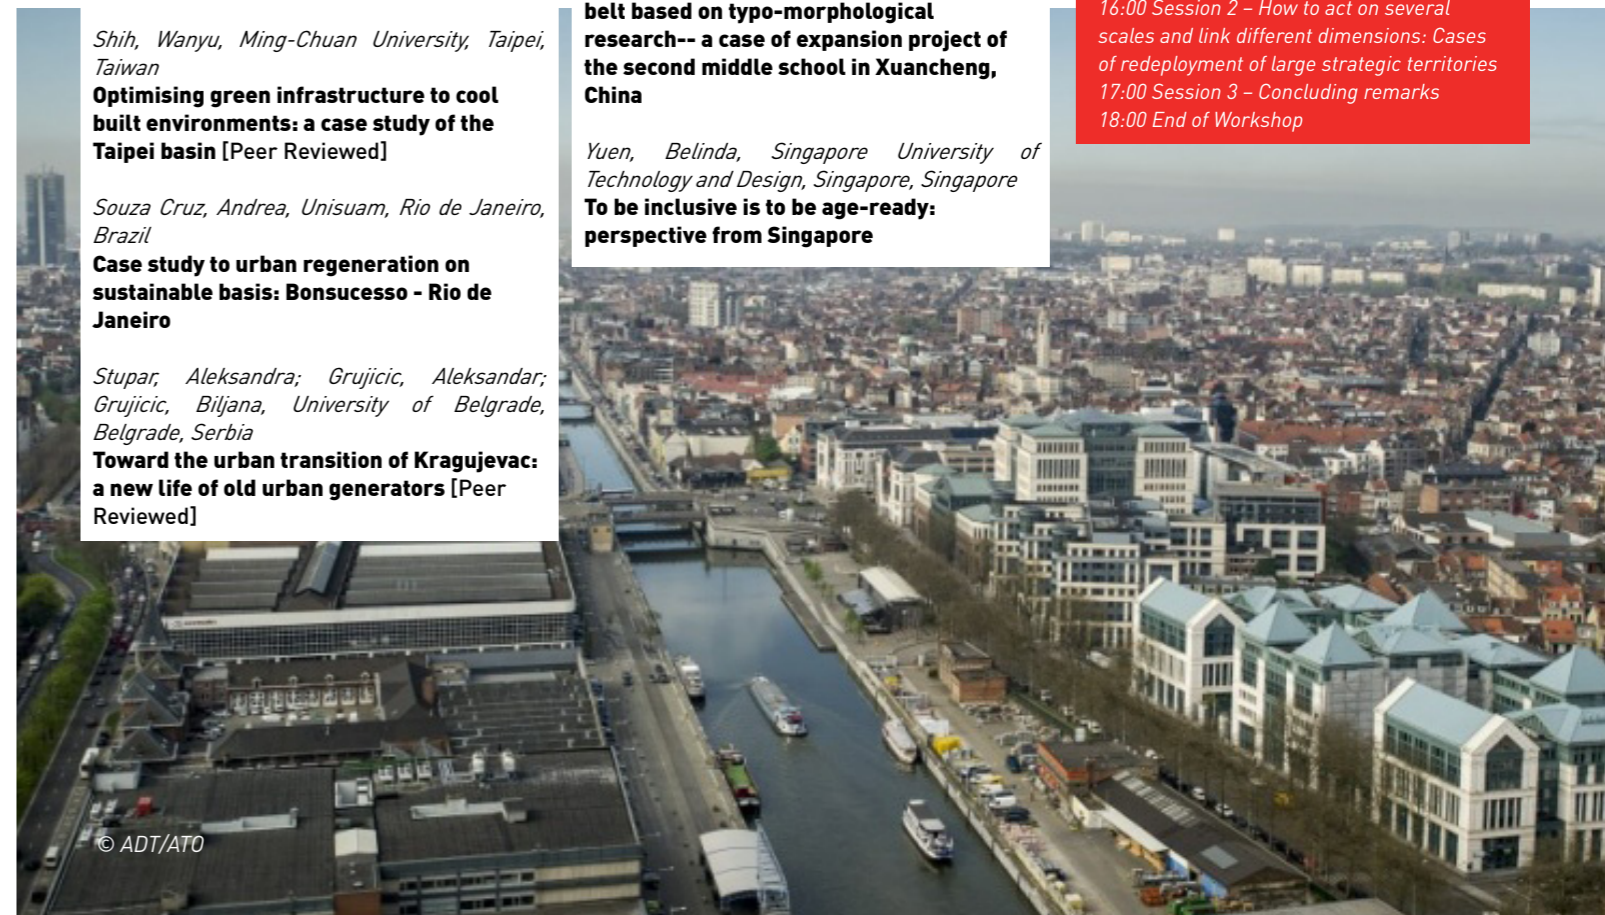 Shih, Wanyu, Ming-Chuan University, Taipei,
Taiwan
Optimising green infrastructure to cool
built environments: a case study of the
Taipei basin [Peer Reviewed]
Souza Cruz, Andrea, Unisuam, Rio de Janeiro,
Brazil
Case study to urban regeneration on
sustainable basis: Bonsucesso - Rio de
Janeiro
Stupar, Aleksandra; Grujicic, Aleksandar;
Grujicic, Biljana, University of Belgrade,
Belgrade, Serbia
Toward the urban transition of Kragujevac:
a new life of old urban generators [Peer
Reviewed]
belt based on typo-morphological
research-- a case of expansion project of
the second middle school in Xuancheng,
China
Yuen, Belinda, Singapore University of
Technology and Design, Singapore, Singapore
To be inclusive is to be age-ready:
perspective from Singapore
16:00 Session 2 – How to act on several
scales and link different dimensions: Cases
of redeployment of large strategic territories
17:00 Session 3 – Concluding remarks
18:00 End of Workshop
© ADT/ATO